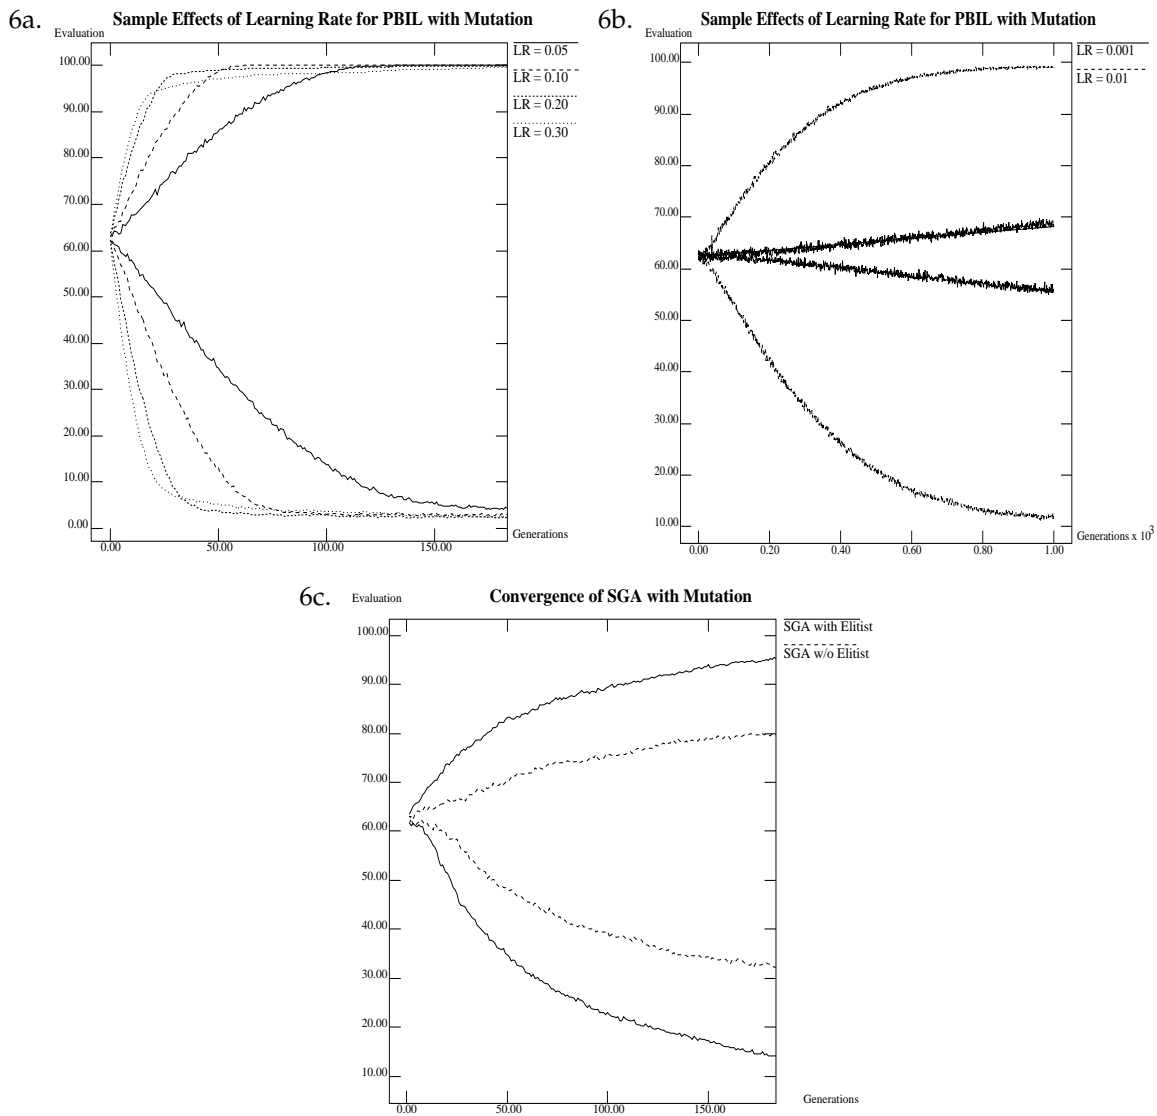 6a.
Sample Effects of Learning Rate for PBIL with Mutation
Evaluation
LR = 0.05
LR = 0.10
LR = 0.20
LR = 0.30
100.00
90.00
80.00
70.00
60.00
50.00
40.00
30.00
20.00
10.00
0.00
0.00 50.00 100.00 150.00
Generations
6b.
Sample Effects of Learning Rate for PBIL with Mutation
Evaluation
LR = 0.001
LR = 0.01
100.00
90.00
80.00
70.00
60.00
50.00
40.00
30.00
20.00
10.00
0.00 0.20 0.40 0.60 0.80 1.00
Generations x 10³
6c.
Evaluation
Convergence of SGA with Mutation
SGA with Elitist
SGA w/o Elitist
100.00
90.00
80.00
70.00
60.00
50.00
40.00
30.00
20.00
10.00
0.00 50.00 100.00 150.00
Generations